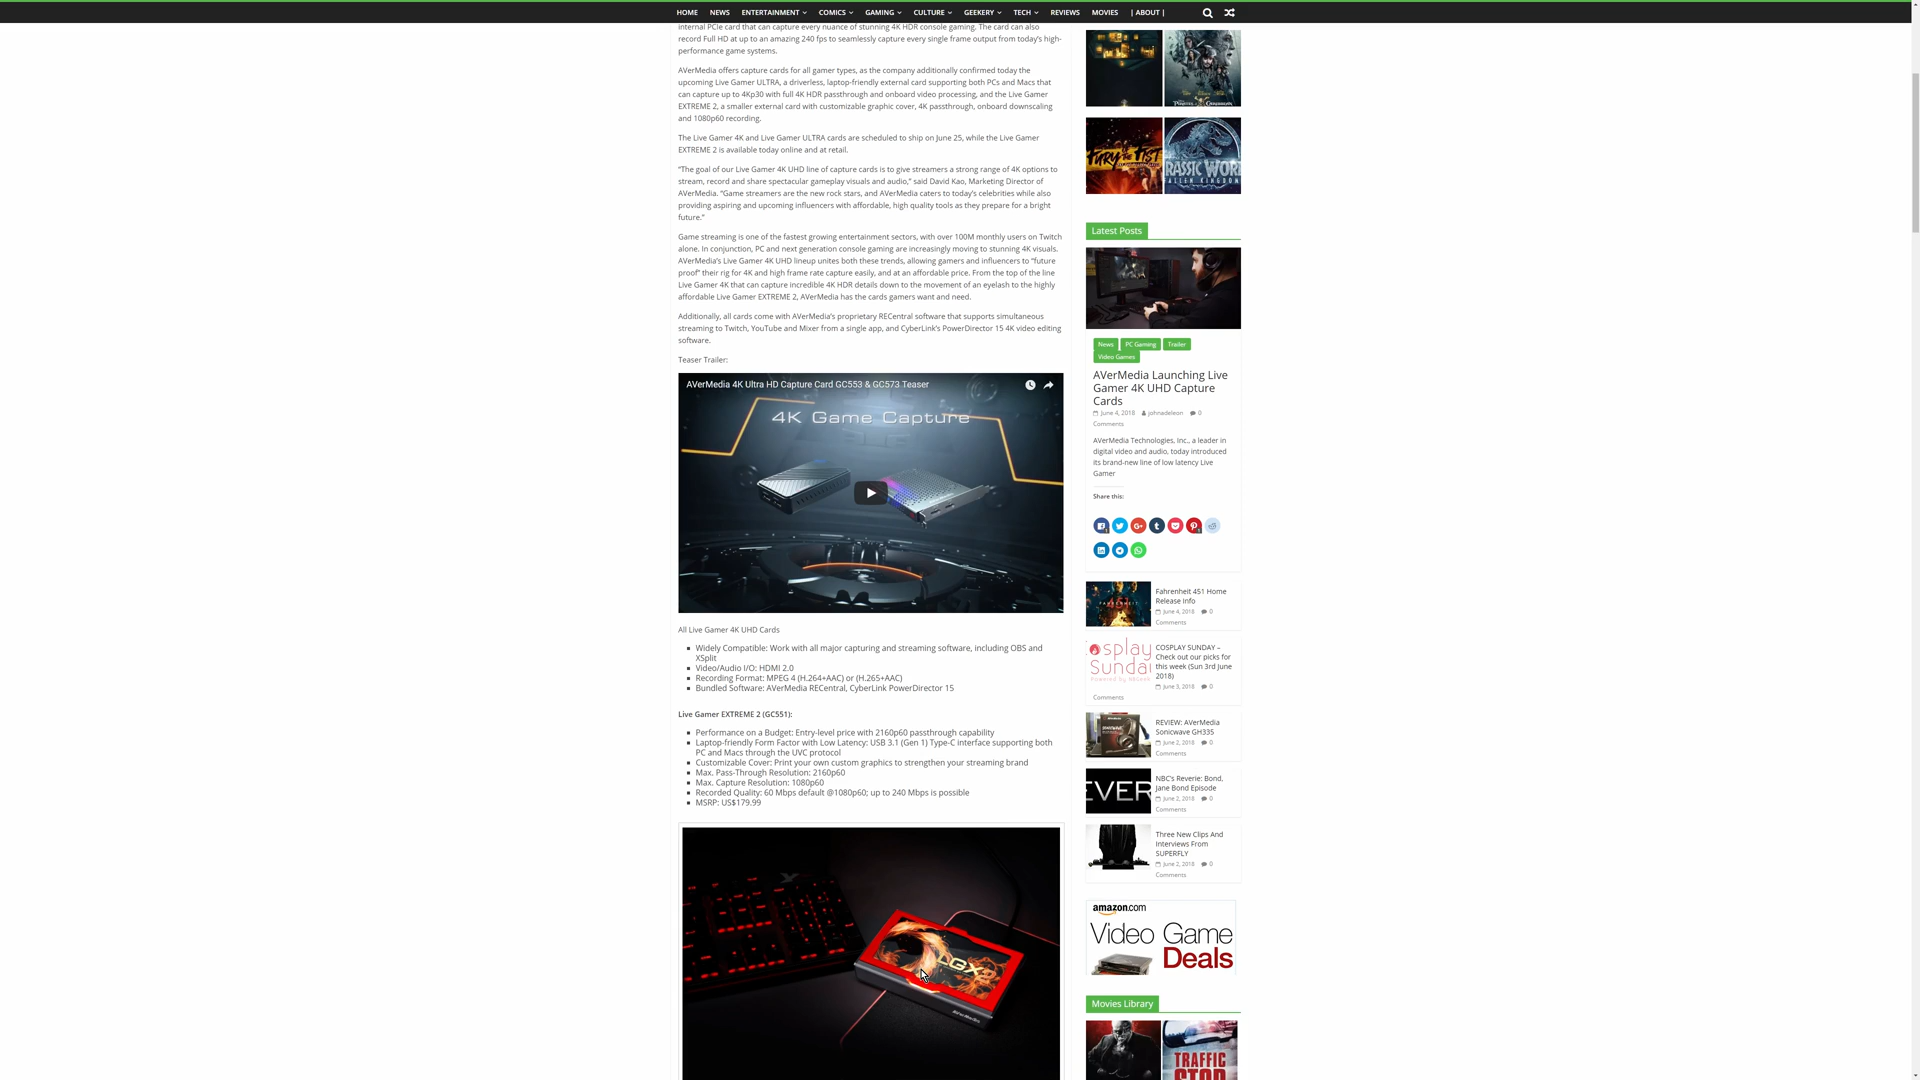 HOME NEWS ENTERTAINMENT COMICS GAMING CULTURE GEEKERY TECH REVIEWS MOVIES | ABOUT |
internal PCIe card that can capture every nuance of stunning 4K HDR console gaming. The card can also
record Full HD at up to an amazing 240 fps to seamlessly capture every single frame output from today's high-
performance game systems.
AVerMedia offers capture cards for all gamer types, as the company additionally confirmed today the
upcoming Live Gamer ULTRA, a driverless, laptop-friendly external card supporting both PCs and Macs that
can capture up to 4Kp30 with full 4K HDR passthrough and onboard video processing, and the Live Gamer
EXTREME 2, a smaller external card with customizable graphic cover, 4K passthrough, onboard downscaling
and 1080p60 recording.
The Live Gamer 4K and Live Gamer ULTRA cards are scheduled to ship on June 25, while the Live Gamer
EXTREME 2 is available today online and at retail.
"The goal of our Live Gamer 4K UHD line of capture cards is to give streamers a strong range of 4K options to
stream, record and share spectacular gameplay visuals and audio," said David Kao, Marketing Director of
AVerMedia. "Game streamers are the new rock stars, and AVerMedia caters to today's celebrities while also
providing aspiring and upcoming influencers with affordable, high quality tools as they prepare for a bright
future."
Game streaming is one of the fastest growing entertainment sectors, with over 100M monthly users on Twitch
alone. In conjunction, PC and next generation console gaming are increasingly moving to stunning 4K visuals.
AVerMedia's Live Gamer 4K UHD lineup unites both these trends, allowing gamers and influencers to "future
proof" their rig for 4K and high frame rate capture easily, and at an affordable price. From the top of the line
Live Gamer 4K that can capture incredible 4K HDR details down to the movement of an eyelash to the highly
affordable Live Gamer EXTREME 2, AVerMedia has the cards gamers want and need.
Additionally, all cards come with AVerMedia's proprietary RECentral software that supports simultaneous
streaming to Twitch, YouTube and Mixer from a single app, and CyberLink's PowerDirector 15 4K video editing
software.
Teaser Trailer:
AVerMedia 4K Ultra HD Capture Card GC553 & GC573 Teaser
4K Game Capture
All Live Gamer 4K UHD Cards
Widely Compatible: Work with all major capturing and streaming software, including OBS and
XSplit
Video/Audio I/O: HDMI 2.0
Recording Format: MPEG 4 (H.264+AAC) or (H.265+AAC)
Bundled Software: AVerMedia RECentral, CyberLink PowerDirector 15
Live Gamer EXTREME 2 (GC551):
Performance on a Budget: Entry-level price with 2160p60 passthrough capability
Laptop-friendly Form Factor with Low Latency: USB 3.1 (Gen 1) Type-C interface supporting both
PC and Macs through the UVC protocol
Customizable Cover: Print your own custom graphics to strengthen your streaming brand
Max. Pass-Through Resolution: 2160p60
Max. Capture Resolution: 1080p60
Recorded Quality: 60 Mbps default @1080p60; up to 240 Mbps is possible
MSRP: US$179.99
LGX2
AVerMedia
FURY OF THE FIST
JURASSIC WORLD
FALLEN KINGDOM
Latest Posts
News PC Gaming Trailer
Video Games
AVerMedia Launching Live
Gamer 4K UHD Capture
Cards
June 4, 2018 johnadeleon 0
Comments
AVerMedia Technologies, Inc., a leader in
digital video and audio, today introduced
its brand-new line of low latency Live
Gamer
Share this:
Fahrenheit 451 Home
Release Info
June 4, 2018 0
Comments
osplay
Sunda
Powered by NBGeek
COSPLAY SUNDAY –
Check out our picks for
this week (Sun 3rd June
2018)
June 3, 2018 0
Comments
REVIEW: AVerMedia
Sonicwave GH335
June 2, 2018 0
Comments
EVER
NBC's Reverie: Bond,
Jane Bond Episode
June 2, 2018 0
Comments
Three New Clips And
Interviews From
SUPERFLY
June 2, 2018 0
Comments
amazon.com
Video Game
Deals
Movies Library
TRAFFIC
STOP